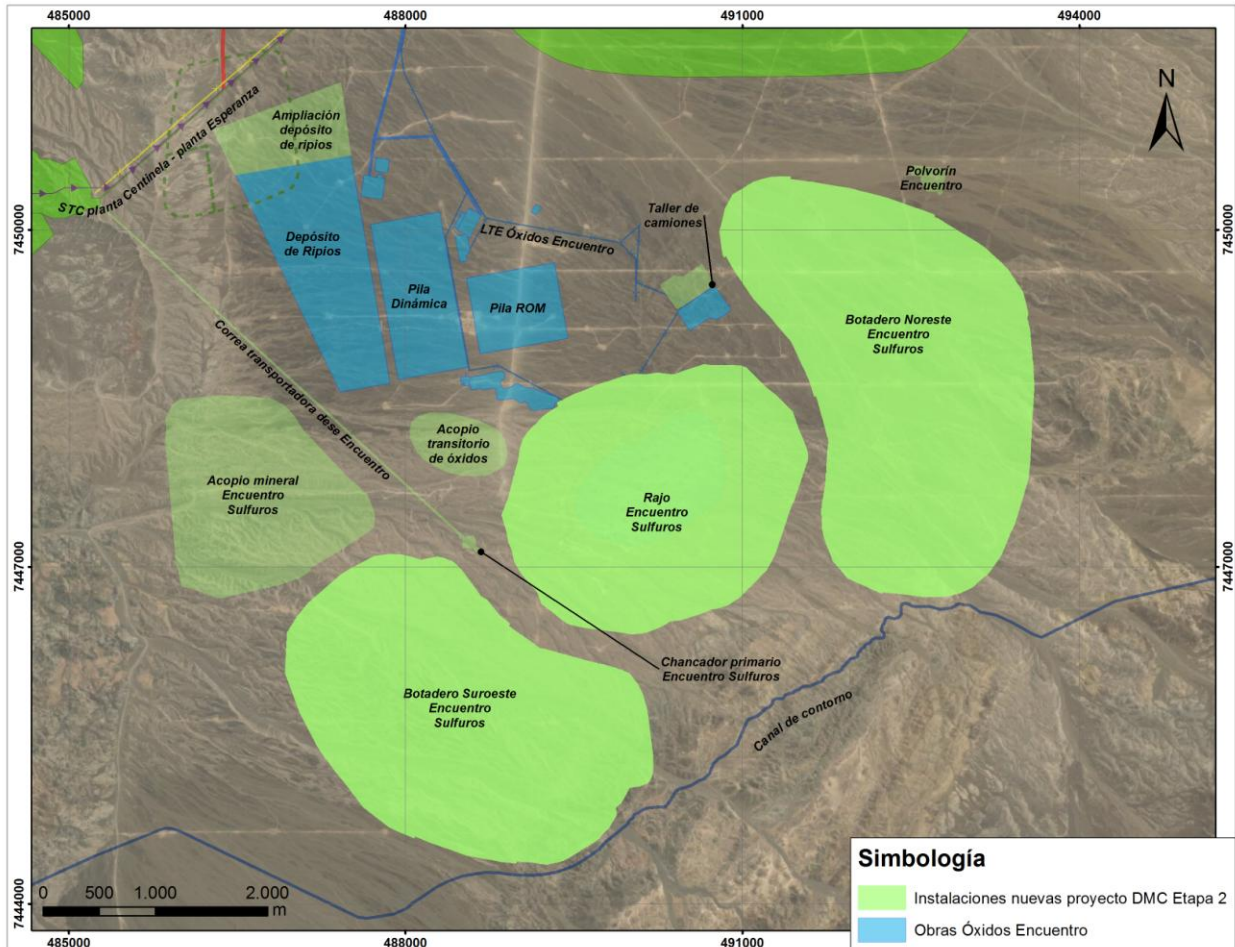 485000
488000
491000
494000
N
Ampliación
depósito
de ripios
STC planta Centinela - planta Esperanza
Polvorín
Encuentro
7450000
Taller de
camiones
7450000
Depósito
de Ripios
LTE Óxidos Encuentro
Pila
Dinámica
Pila ROM
Botadero Noreste
Encuentro
Sulfuros
Correa transportadora dese Encuentro
Acopio
transitorio
de óxidos
Acopio mineral
Encuentro
Sulfuros
Rajo
Encuentro
Sulfuros
7447000
7447000
Chancador primario
Encuentro Sulfuros
Botadero Suroeste
Encuentro
Sulfuros
Canal de contorno
Simbología
Instalaciones nuevas proyecto DMC Etapa 2
Obras Óxidos Encuentro
0 500 1.000 2.000
m
7444000
485000
488000
491000